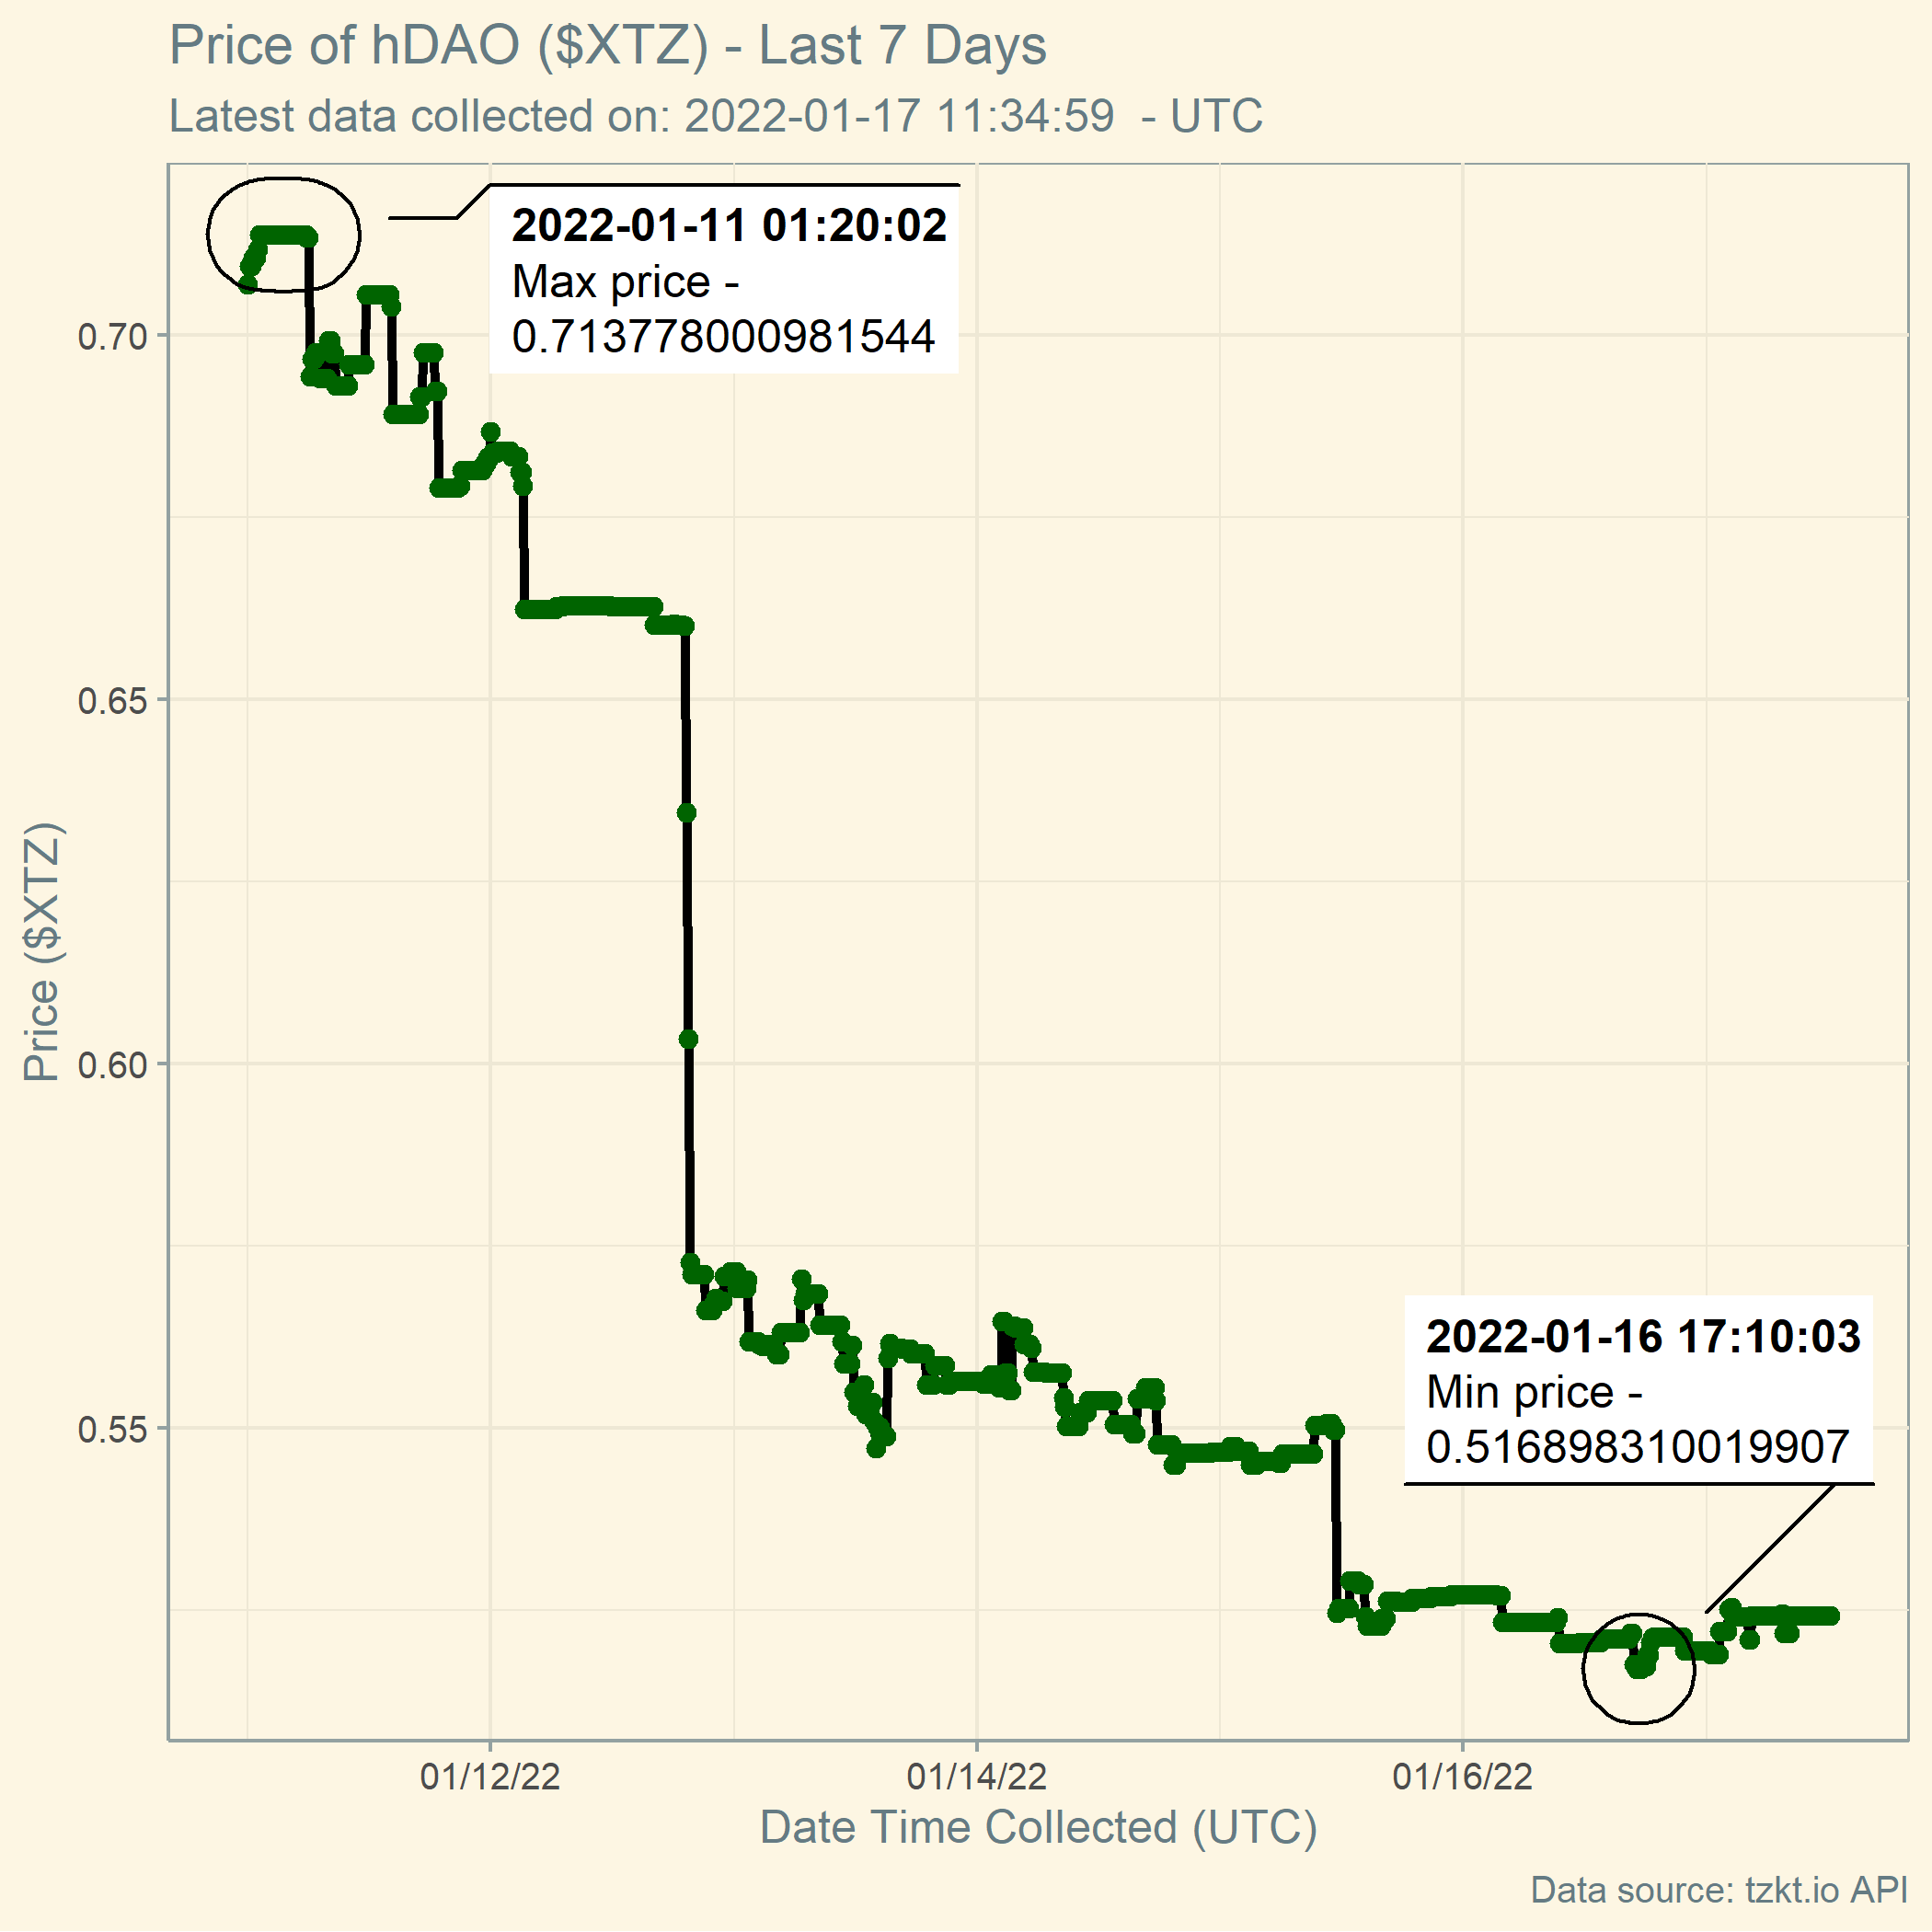 Price of hDAO ($XTZ) - Last 7 Days
Latest data collected on: 2022-01-17 11:34:59  - UTC
2022-01-11 01:20:02
Max price -
0.713778000981544
0.70
0.65
0.60
0.55
Price ($XTZ)
2022-01-16 17:10:03
Min price -
0.516898310019907
01/12/22
01/14/22
01/16/22
Date Time Collected (UTC)
Data source: tzkt.io API